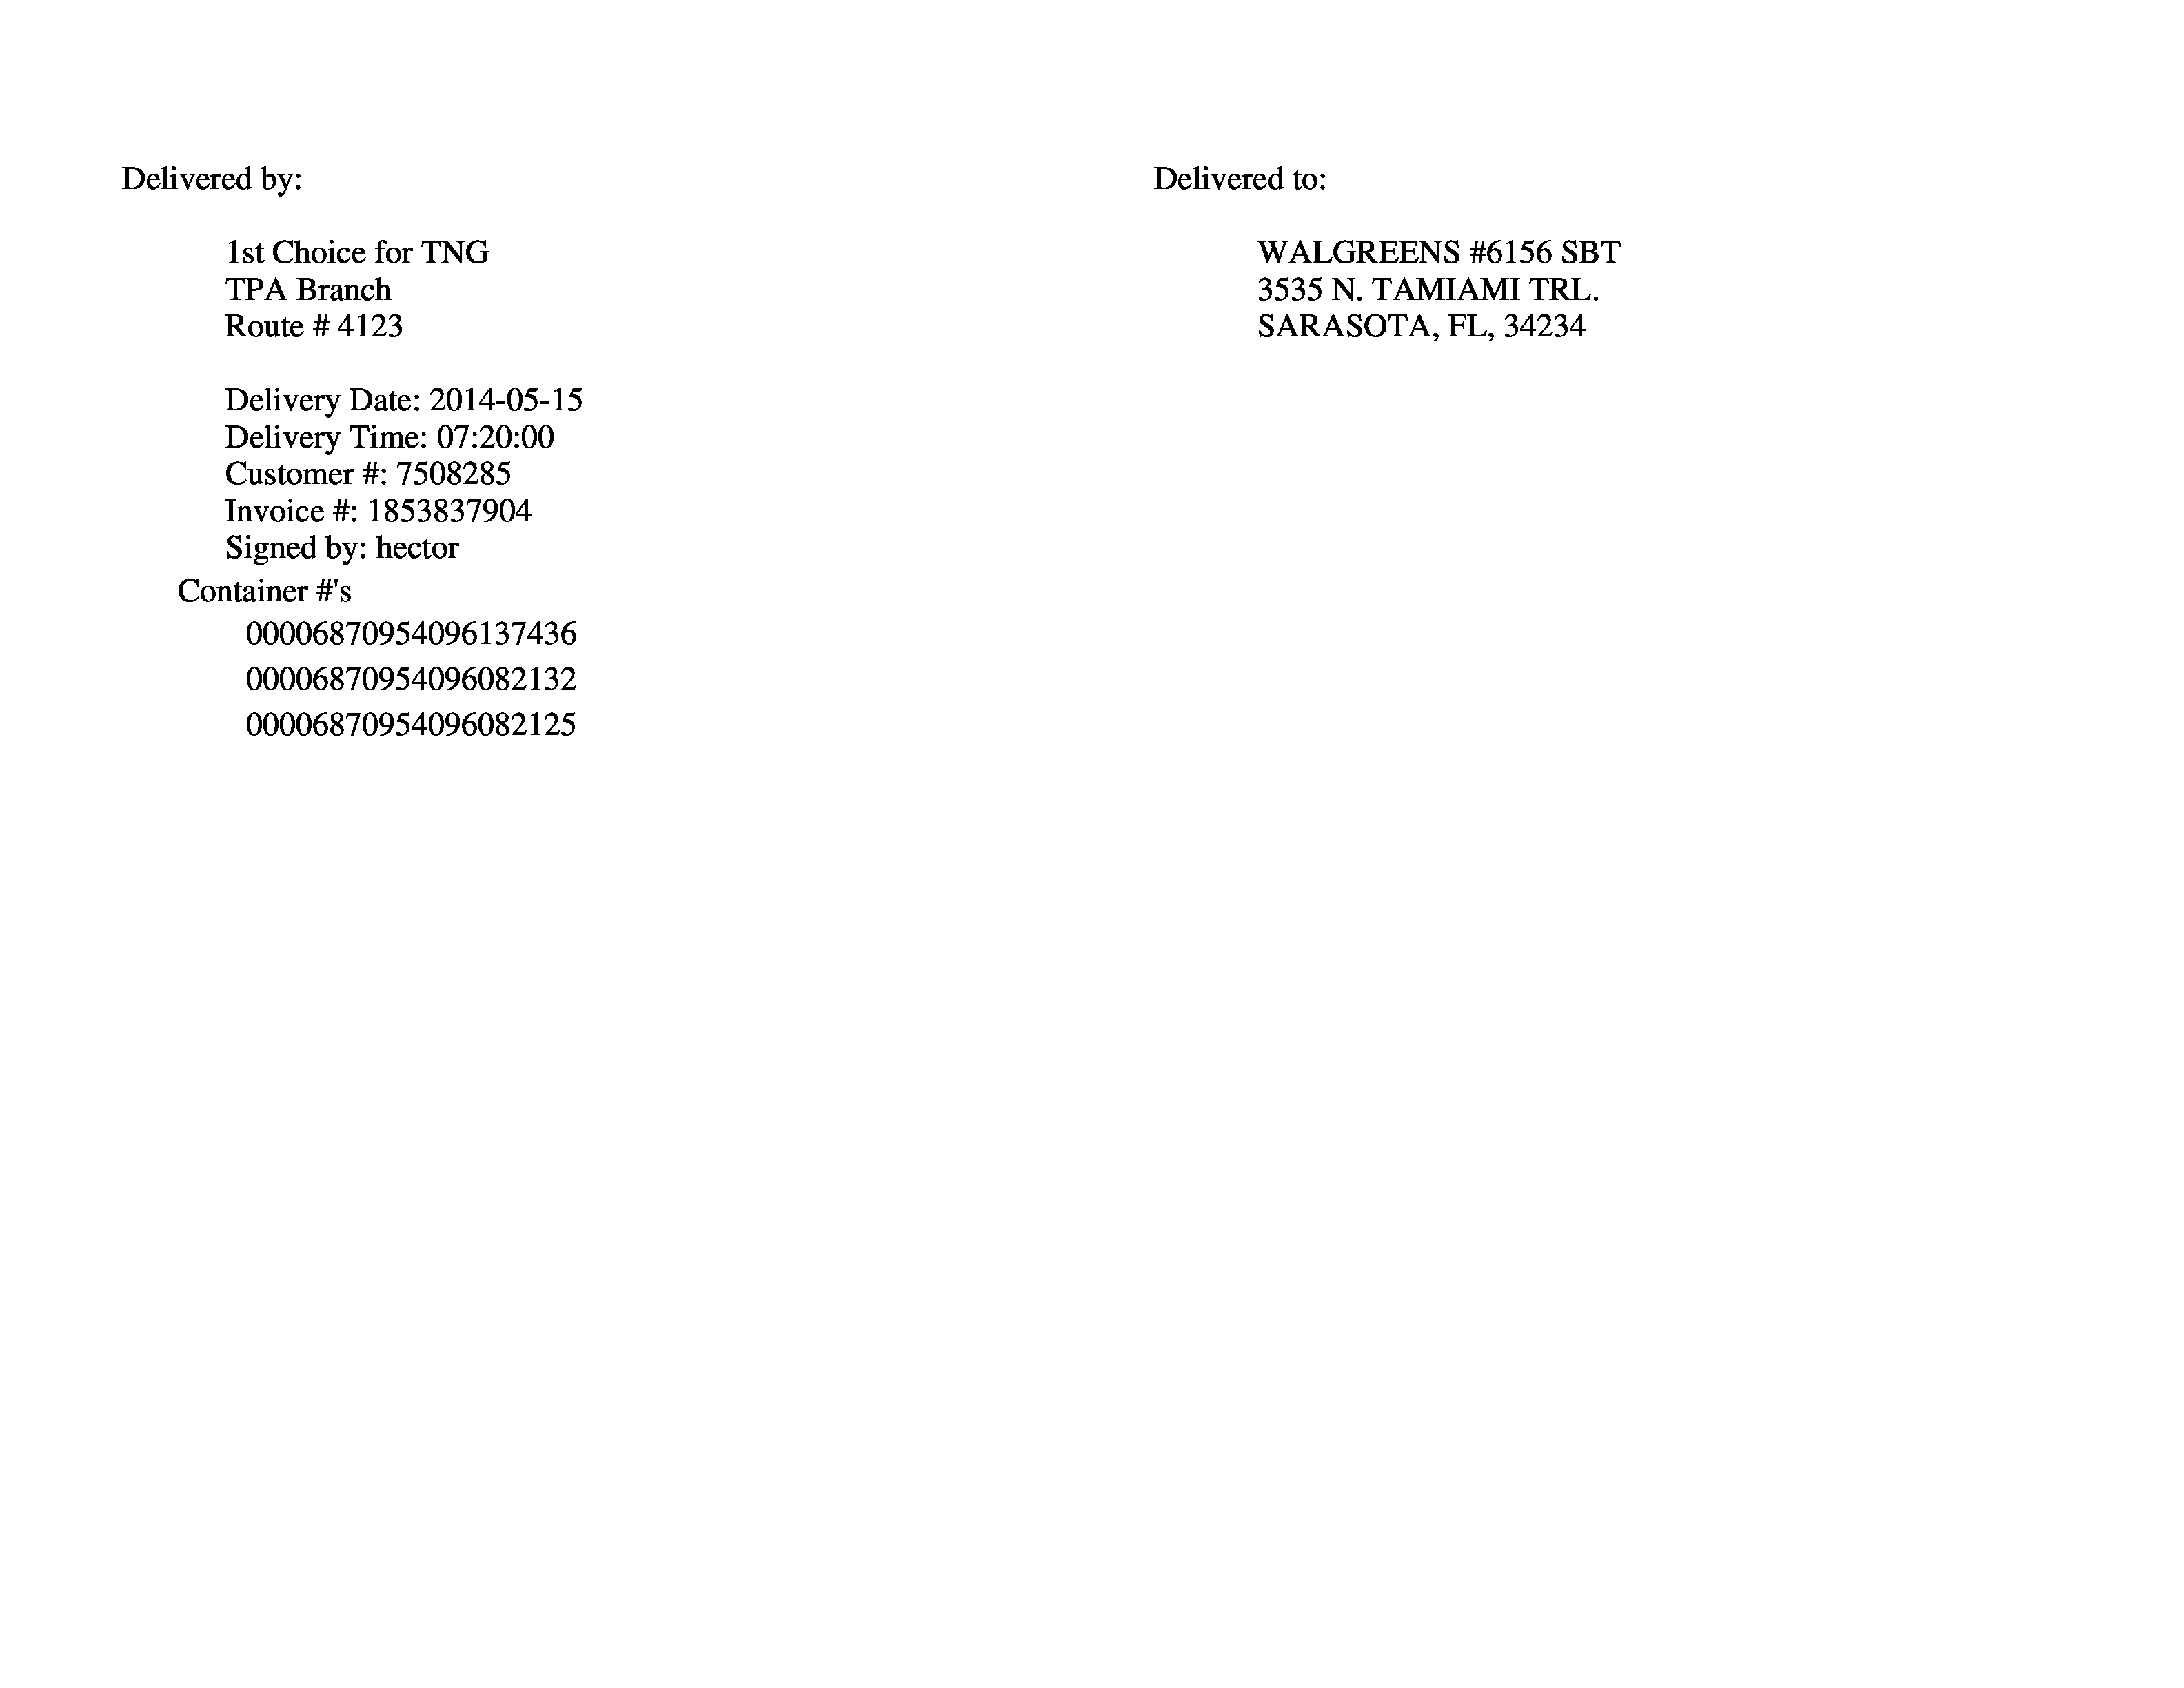 Delivered by:
1st Choice for TNG
TPA Branch
Route # 4123
Delivery Date: 2014-05-15
Delivery Time: 07:20:00
Customer #: 7508285
Invoice #: 1853837904
Signed by: hector
Container #'s
00006870954096137436
00006870954096082132
00006870954096082125
Delivered to:
WALGREENS #6156 SBT
3535 N. TAMIAMI TRL.
SARASOTA, FL, 34234